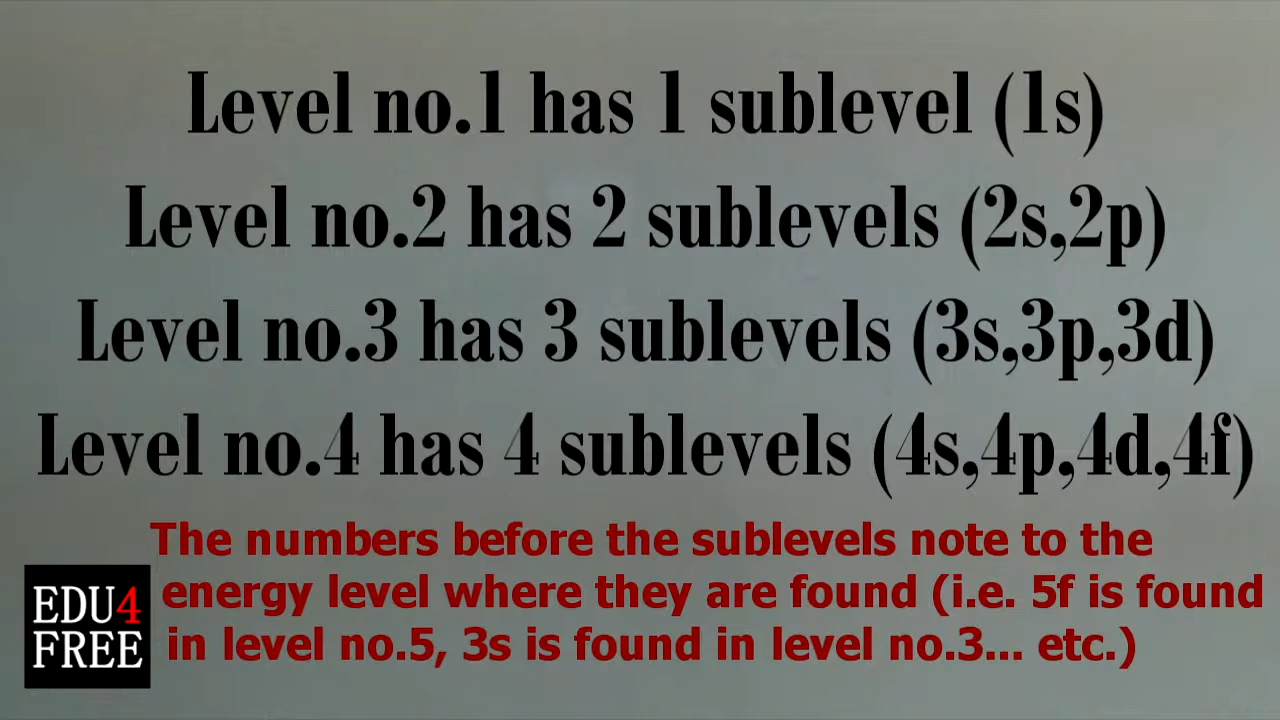 Level no.1 has 1 sublevel (1s)
Level no.2 has 2 sublevels (2s,2p)
Level no.3 has 3 sublevels (3s,3p,3d)
Level no.4 has 4 sublevels (4s,4p,4d,4f)
The numbers before the sublevels note to the
energy level where they are found (i.e. 5f is found
in level no.5, 3s is found in level no.3... etc.)
EDU4
FREE